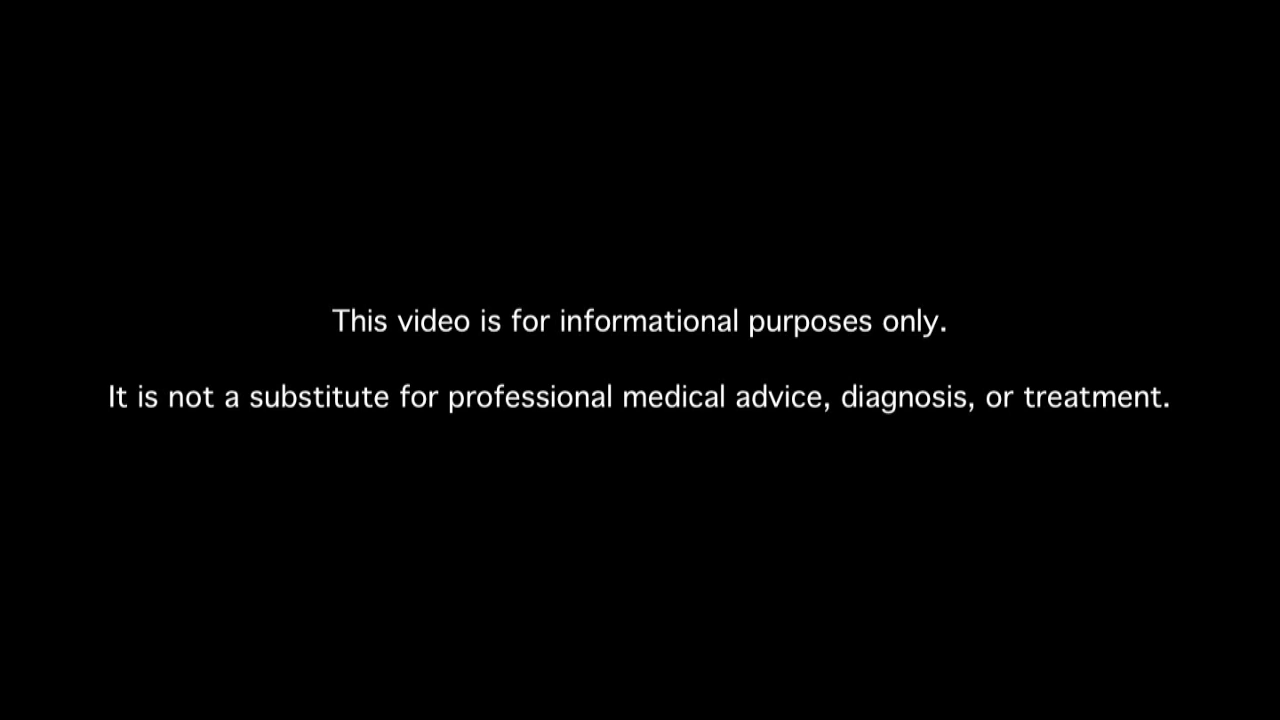 This video is for informational purposes only.
It is not a substitute for professional medical advice, diagnosis, or treatment.